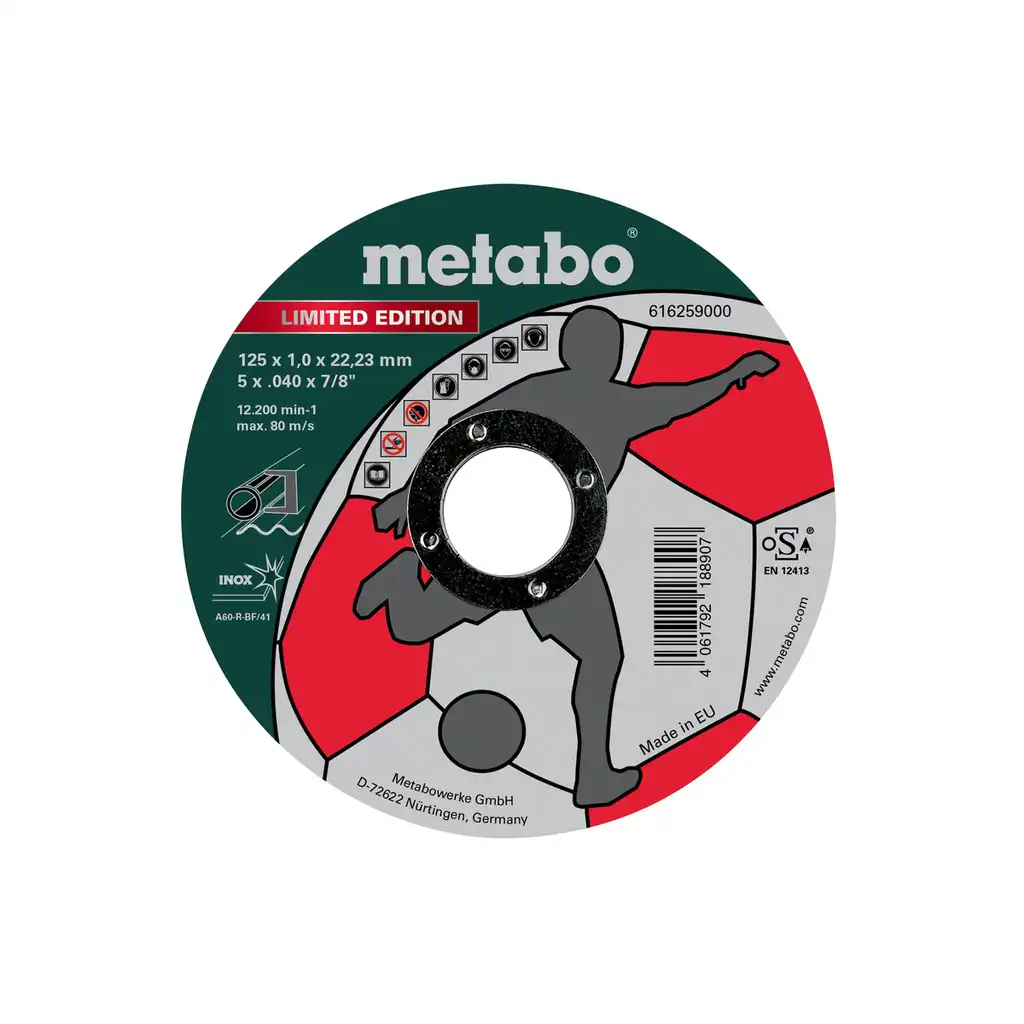 metabo®
LIMITED EDITION
616259000
125 x 1,0 x 22,23 mm
5 x .040 x 7/8"
12.200 min-1
max. 80 m/s
INOX
A60-R-BF/41
4 061792 188907
oSA®
EN 12413
www.metabo.com
Made in EU
Metabowerke GmbH
D-72622 Nürtingen, Germany